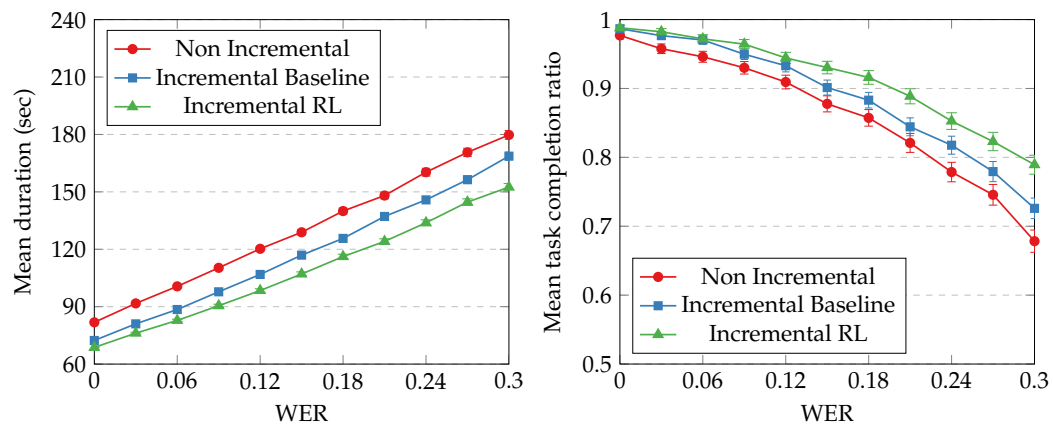 Mean duration (sec)
240
210
180
150
120
90
60
Non Incremental
Incremental Baseline
Incremental RL
0
0.06
0.12
0.18
0.24
0.3
WER
Mean task completion ratio
1
0.9
0.8
0.7
0.6
0.5
Non Incremental
Incremental Baseline
Incremental RL
0
0.06
0.12
0.18
0.24
0.3
WER